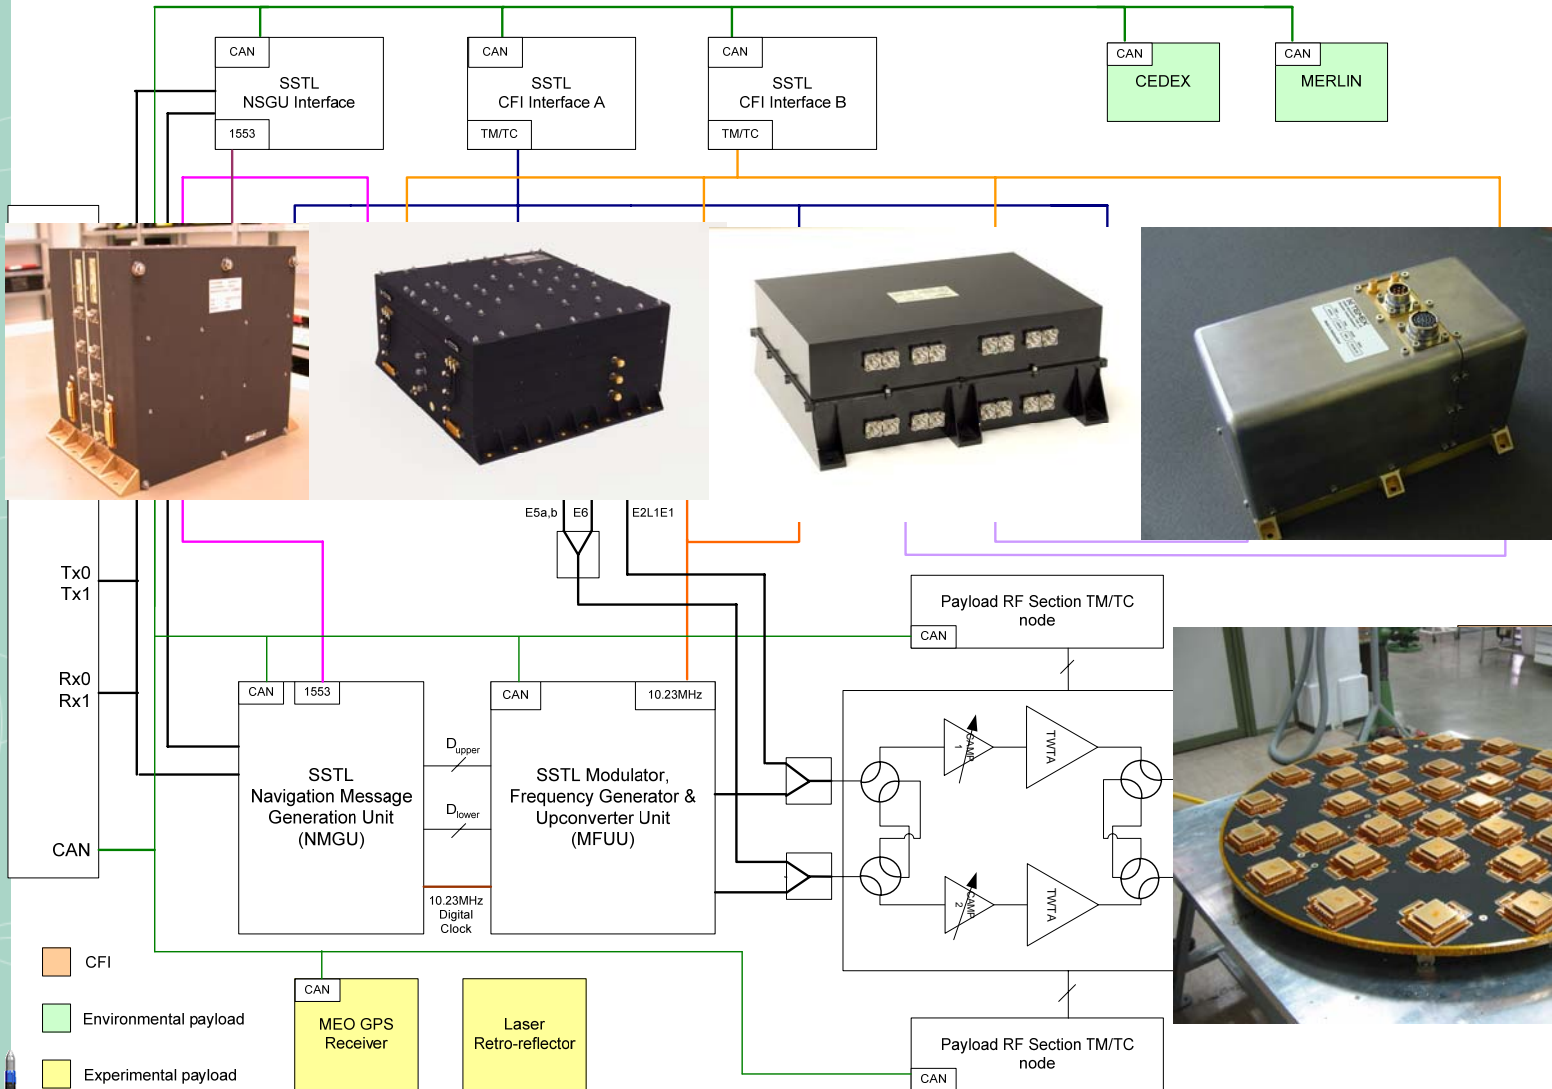 CAN
SSTL
NSGU Interface
1553
CAN
SSTL
CFI Interface A
TM/TC
CAN
SSTL
CFI Interface B
TM/TC
CAN
CEDEX
CAN
MERLIN
E5a,b
E6
E2L1E1
Tx0
Tx1
Rx0
Rx1
CAN
Payload RF Section TM/TC
node
CAN
CAN
1553
SSTL
Navigation Message
Generation Unit
(NMGU)
Dupper
Dlower
10.23MHz
Digital
Clock
CAN
10.23MHz
SSTL Modulator,
Frequency Generator &
Upconverter Unit
(MFUU)
CAMP
1
TWTA
CAMP
2
TWTA
CFI
Environmental payload
Experimental payload
CAN
MEO GPS
Receiver
Laser
Retro-reflector
Payload RF Section TM/TC
node
CAN